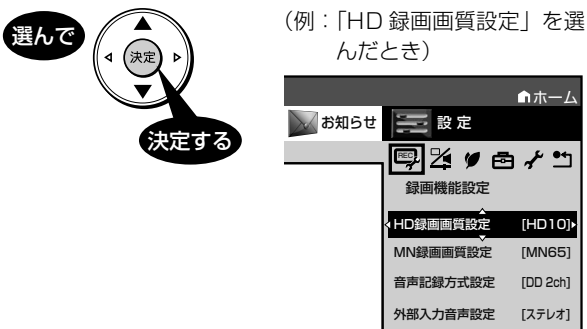 選んで
決定
決定する
（例：「HD 録画画質設定」を選
んだとき）
ホーム
お知らせ
設定
REC
録画機能設定
HD録画画質設定 [HD10]
MN録画画質設定 [MN65]
音声記録方式設定 [DD 2ch]
外部入力音声設定 [ステレオ]